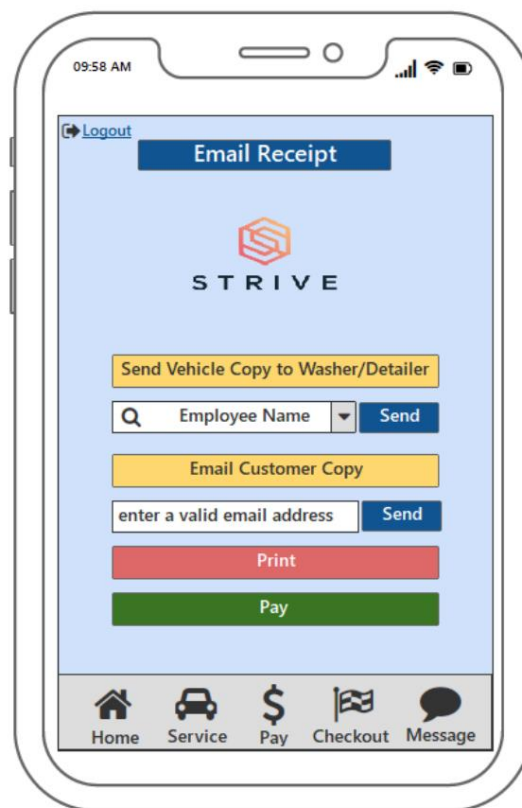 09:58 AM
Logout
Email Receipt
STRIVE
Send Vehicle Copy to Washer/Detailer
Employee Name
Send
Email Customer Copy
enter a valid email address
Send
Print
Pay
Home
Service
Pay
Checkout
Message